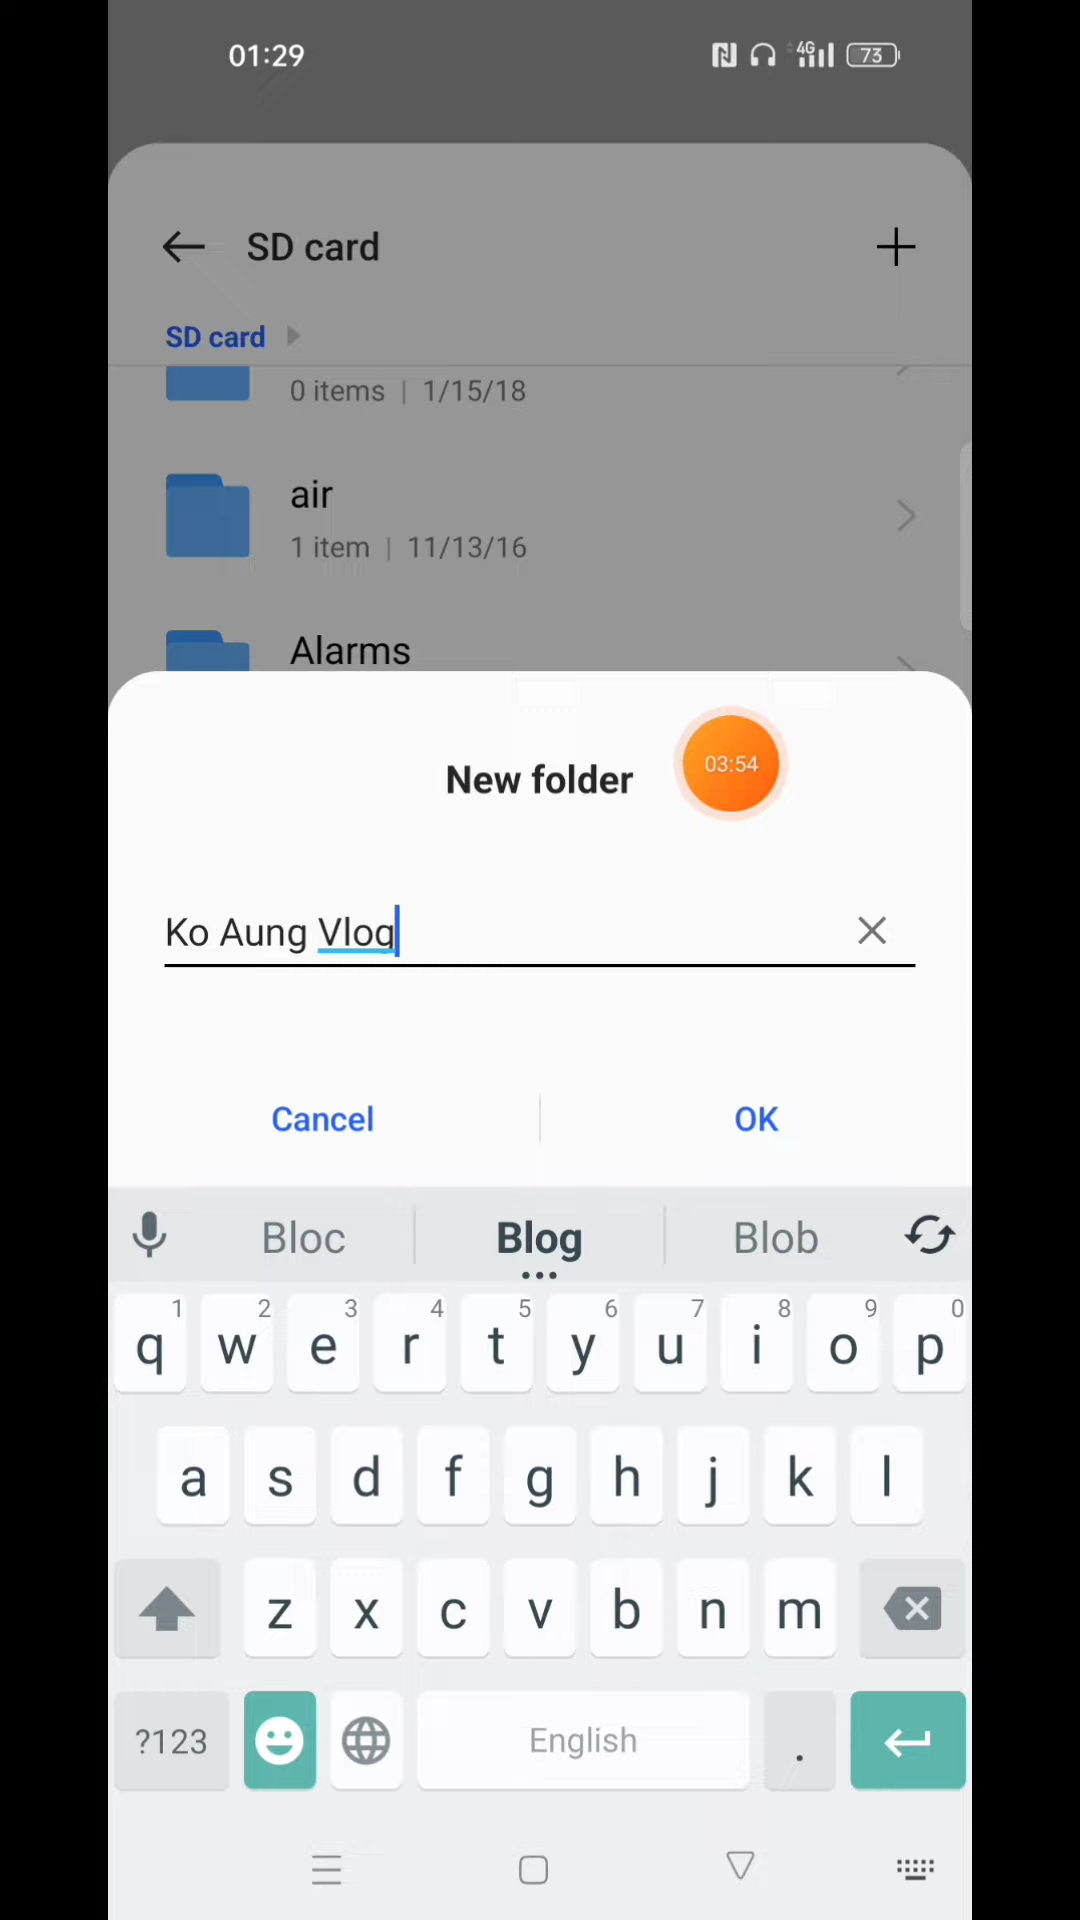 01:29
4G
73
SD card
SD card
0 items | 1/15/18
air
1 item | 11/13/16
Alarms
New folder
03:54
Ko Aung Vlog
Cancel
OK
Bloc
Blog
Blob
1 2 3 4 5 6 7 8 9 0
q w e r t y u i o p
a s d f g h j k l
z x c v b n m
?123
English
.